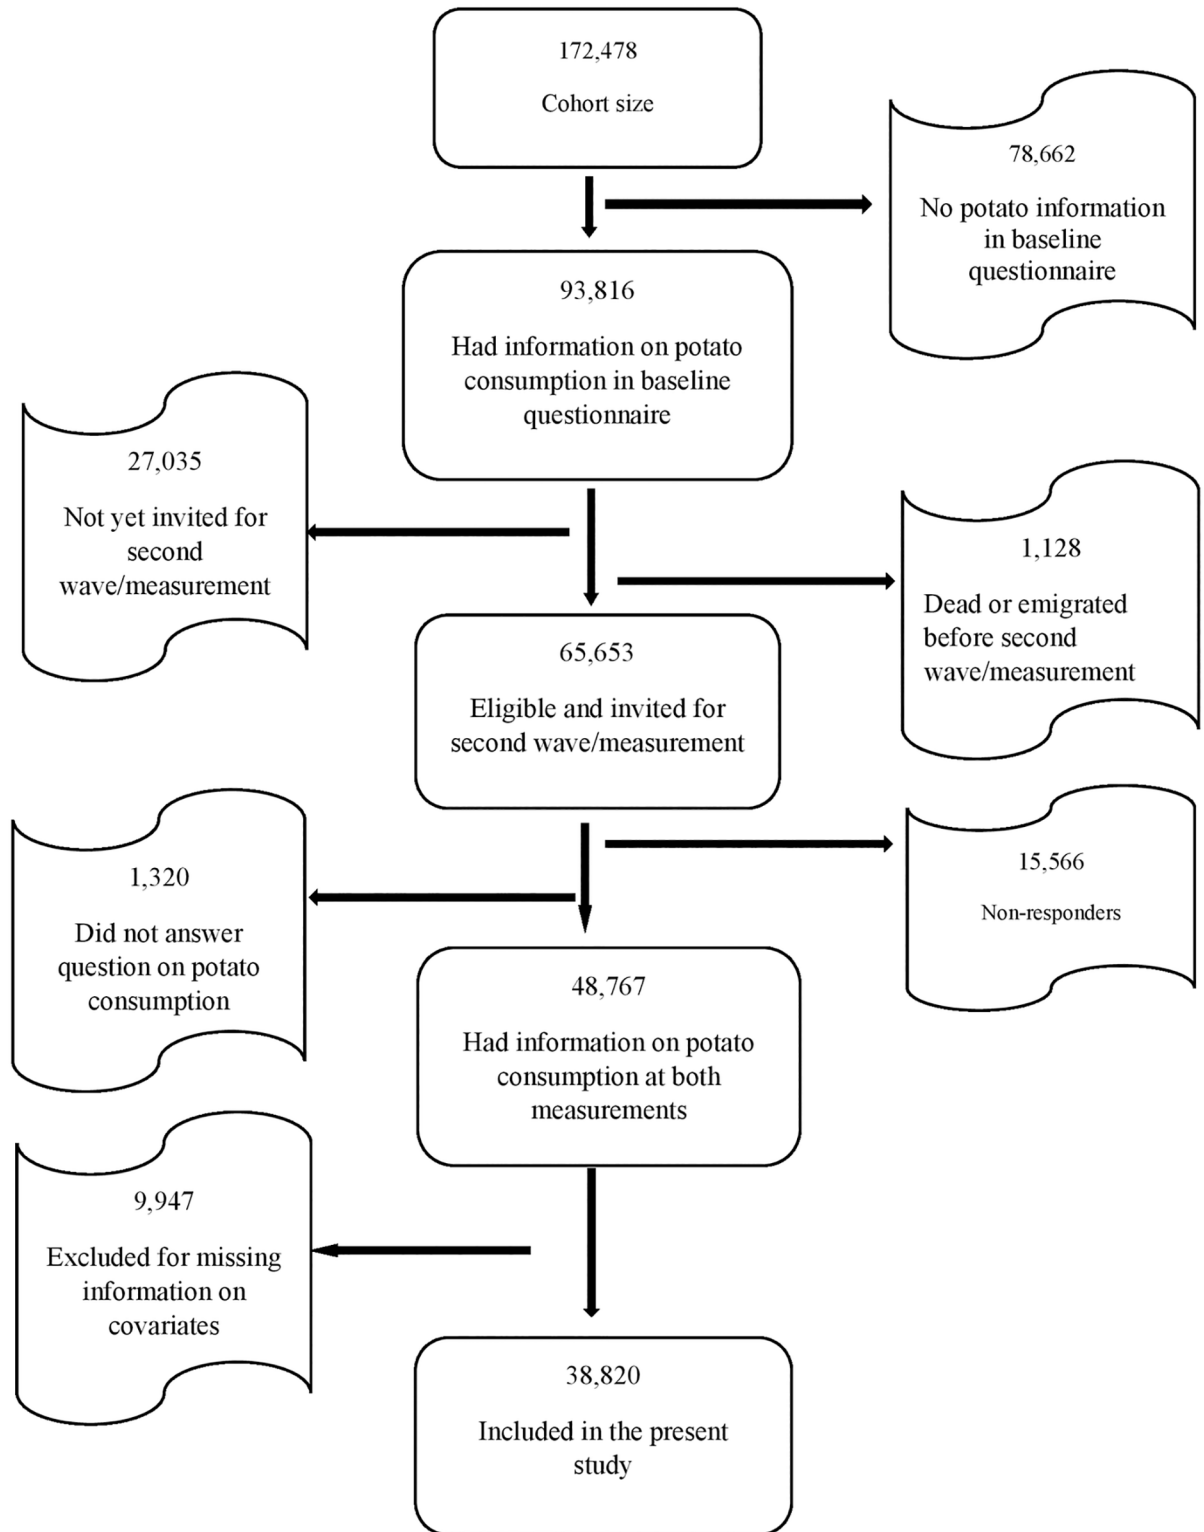 172,478
Cohort size
78,662
No potato information
in baseline
questionnaire
93,816
Had information on potato
consumption in baseline
questionnaire
27,035
Not yet invited for
second
wave/measurement
1,128
Dead or emigrated
before second
wave/measurement
65,653
Eligible and invited for
second wave/measurement
15,566
Non-responders
1,320
Did not answer
question on potato
consumption
48,767
Had information on potato
consumption at both
measurements
9,947
Excluded for missing
information on
covariates
38,820
Included in the present
study